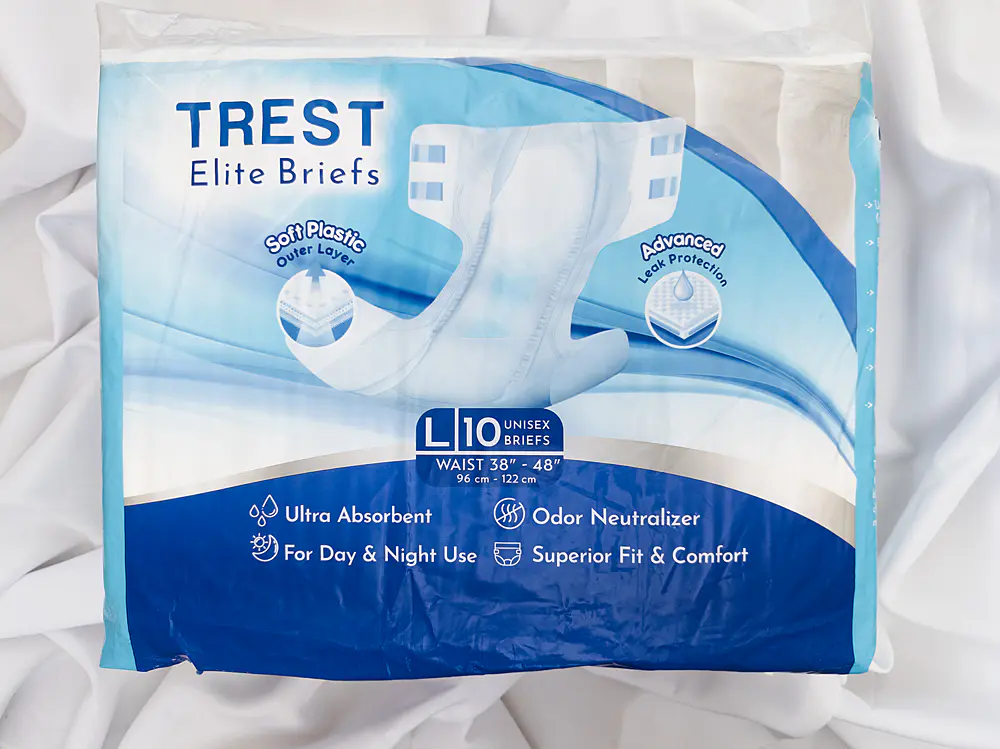 TREST
Elite Briefs
Soft Plastic
Outer Layer
Advanced
Leak Protection
L 10 UNISEX
BRIEFS
WAIST 38" - 48"
96 cm - 122 cm
Ultra Absorbent
Odor Neutralizer
For Day & Night Use
Superior Fit & Comfort